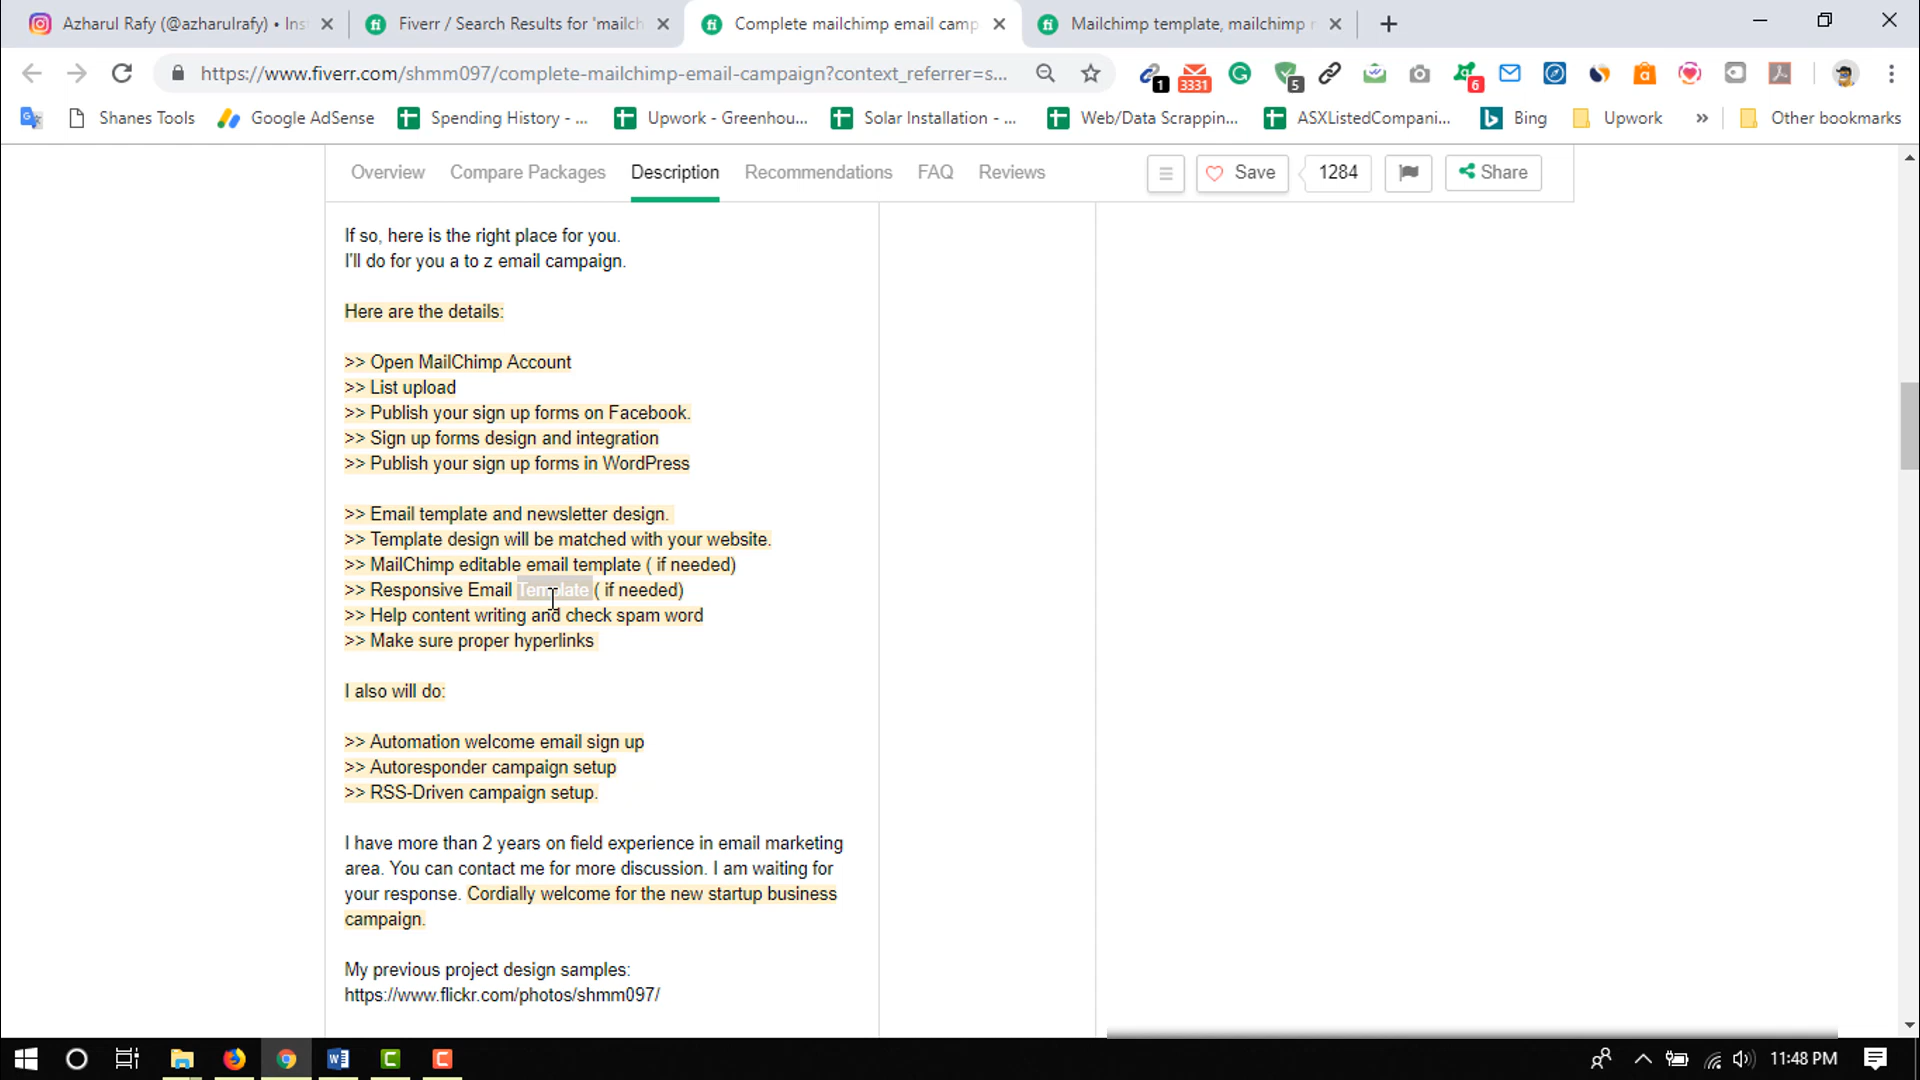 Azharul Rafy (@azharulrafy) • Ins
Fiverr / Search Results for 'mailch
Complete mailchimp email camp
Mailchimp template, mailchimp n
https://www.fiverr.com/shmm097/complete-mailchimp-email-campaign?context_referrer=s...
1
3331
5
6
Shanes Tools
Google AdSense
Spending History - ...
Upwork - Greenhou...
Solar Installation - ...
Web/Data Scrappin...
ASXListedCompani...
Bing
Upwork
»
Other bookmarks
Overview
Compare Packages
Description
Recommendations
FAQ
Reviews
Save
1284
Share
If so, here is the right place for you.
I'll do for you a to z email campaign.
Here are the details:
>> Open MailChimp Account
>> List upload
>> Publish your sign up forms on Facebook.
>> Sign up forms design and integration
>> Publish your sign up forms in WordPress
>> Email template and newsletter design.
>> Template design will be matched with your website.
>> MailChimp editable email template ( if needed)
>> Responsive Email Template ( if needed)
>> Help content writing and check spam word
>> Make sure proper hyperlinks
I also will do:
>> Automation welcome email sign up
>> Autoresponder campaign setup
>> RSS-Driven campaign setup.
I have more than 2 years on field experience in email marketing
area. You can contact me for more discussion. I am waiting for
your response. Cordially welcome for the new startup business
campaign.
My previous project design samples:
https://www.flickr.com/photos/shmm097/
11:48 PM